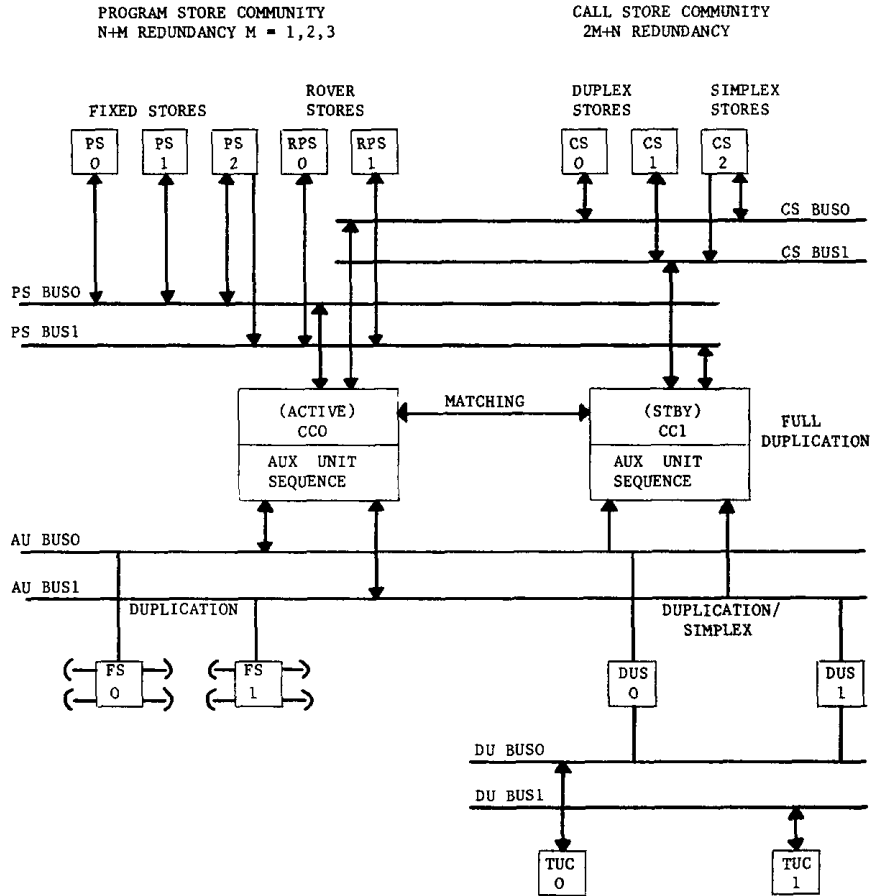 PROGRAM STORE COMMUNITY
N+M REDUNDANCY M = 1,2,3
CALL STORE COMMUNITY
2M+N REDUNDANCY
FIXED STORES
ROVER
STORES
DUPLEX
STORES
SIMPLEX
STORES
PS
0
PS
1
PS
2
RPS
0
RPS
1
CS
0
CS
1
CS
2
CS BUS0
CS BUS1
PS BUS0
PS BUS1
(ACTIVE)
CC0
AUX UNIT
SEQUENCE
MATCHING
(STBY)
CC1
AUX UNIT
SEQUENCE
FULL
DUPLICATION
AU BUS0
AU BUS1
DUPLICATION
DUPLICATION/
SIMPLEX
FS
0
FS
1
DUS
0
DUS
1
DU BUS0
DU BUS1
TUC
0
TUC
1